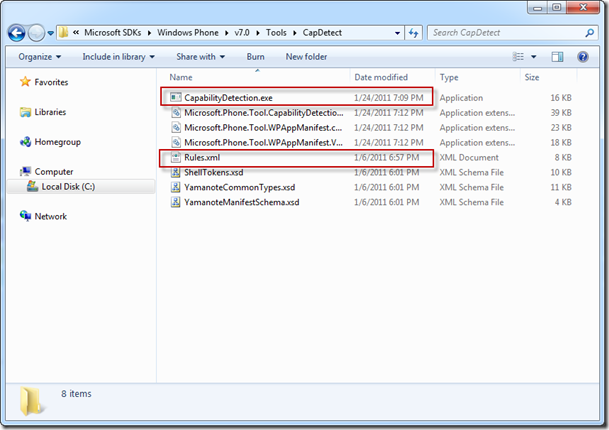 « Microsoft SDKs ▸ Windows Phone ▸ v7.0 ▸ Tools ▸ CapDetect ▸
Search CapDetect
Organize ▾ Include in library ▾ Share with ▾ Burn New folder
Name Date modified Type Size
Favorites
Libraries
Homegroup
Computer
Local Disk (C:)
Network
CapabilityDetection.exe 1/24/2011 7:09 PM Application 16 KB
Microsoft.Phone.Tool.CapabilityDetectio... 1/24/2011 7:12 PM Application extens... 39 KB
Microsoft.Phone.Tool.WPAppManifest.c... 1/24/2011 7:12 PM Application extens... 23 KB
Microsoft.Phone.Tool.WPAppManifest.V... 1/24/2011 7:12 PM Application extens... 18 KB
Rules.xml 1/6/2011 6:57 PM XML Document 8 KB
ShellTokens.xsd 1/6/2011 6:01 PM XML Schema File 10 KB
YamanoteCommonTypes.xsd 1/6/2011 6:01 PM XML Schema File 11 KB
YamanoteManifestSchema.xsd 1/6/2011 6:01 PM XML Schema File 4 KB
8 items